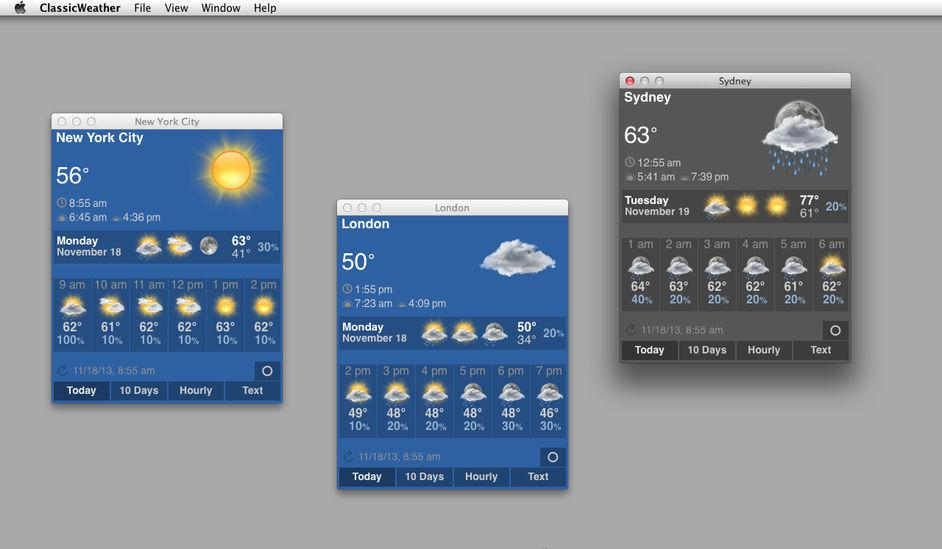 ClassicWeather File View Window Help
New York City
New York City
56°
8:55 am
6:45 am 4:36 pm
Monday
November 18
63°
41°
30%
9 am 10 am 11 am 12 pm 1 pm 2 pm
62° 61° 62° 62° 63° 62°
100% 10% 10% 10% 10% 10%
11/18/13, 8:55 am
Today 10 Days Hourly Text
London
London
50°
1:55 pm
7:23 am 4:09 pm
Monday
November 18
50°
34°
20%
2 pm 3 pm 4 pm 5 pm 6 pm 7 pm
49° 48° 48° 48° 48° 46°
10% 20% 20% 20% 30% 30%
11/18/13, 8:55 am
Today 10 Days Hourly Text
Sydney
Sydney
63°
12:55 am
5:41 am 7:39 pm
Tuesday
November 19
77°
61°
20%
1 am 2 am 3 am 4 am 5 am 6 am
64° 63° 62° 62° 61° 62°
40% 20% 20% 20% 20% 20%
11/18/13, 8:55 am
Today 10 Days Hourly Text